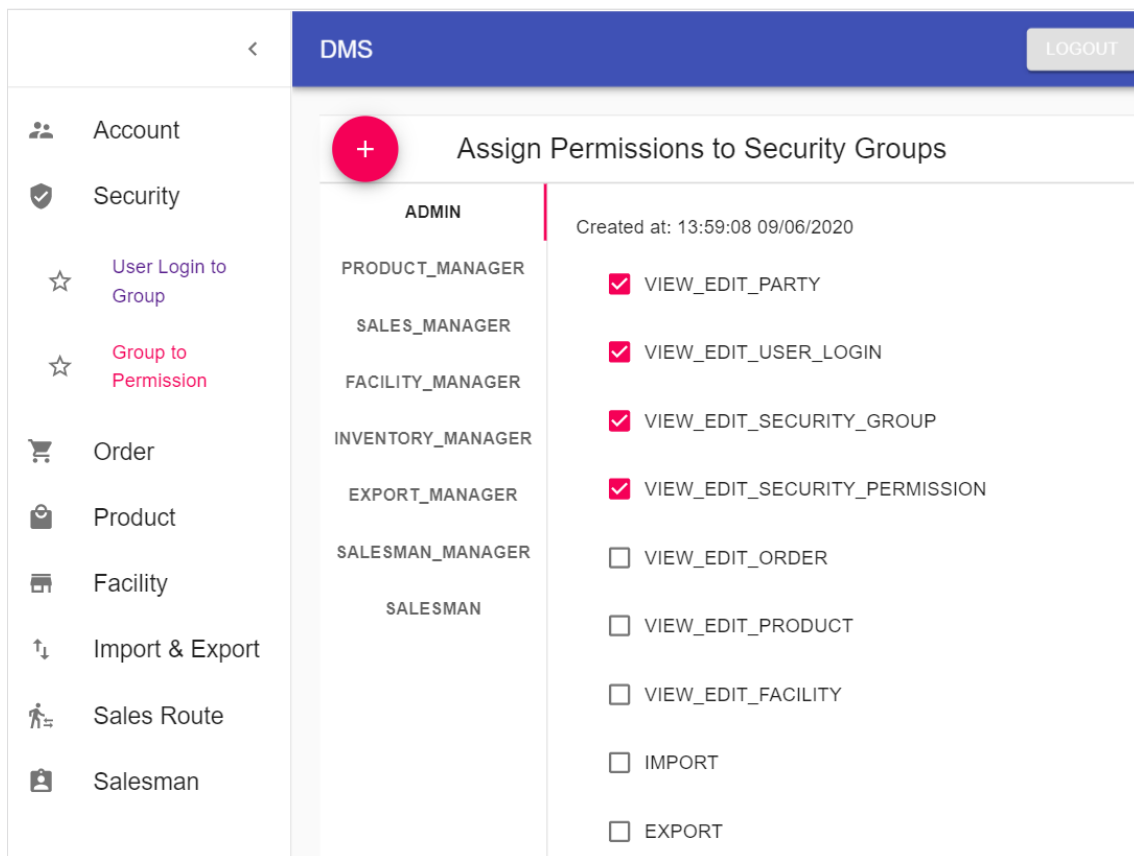 DMS
LOGOUT
Account
Security
User Login to
Group
Group to
Permission
Order
Product
Facility
Import & Export
Sales Route
Salesman
Assign Permissions to Security Groups
ADMIN
PRODUCT_MANAGER
SALES_MANAGER
FACILITY_MANAGER
INVENTORY_MANAGER
EXPORT_MANAGER
SALESMAN_MANAGER
SALESMAN
Created at: 13:59:08 09/06/2020
VIEW_EDIT_PARTY
VIEW_EDIT_USER_LOGIN
VIEW_EDIT_SECURITY_GROUP
VIEW_EDIT_SECURITY_PERMISSION
VIEW_EDIT_ORDER
VIEW_EDIT_PRODUCT
VIEW_EDIT_FACILITY
IMPORT
EXPORT